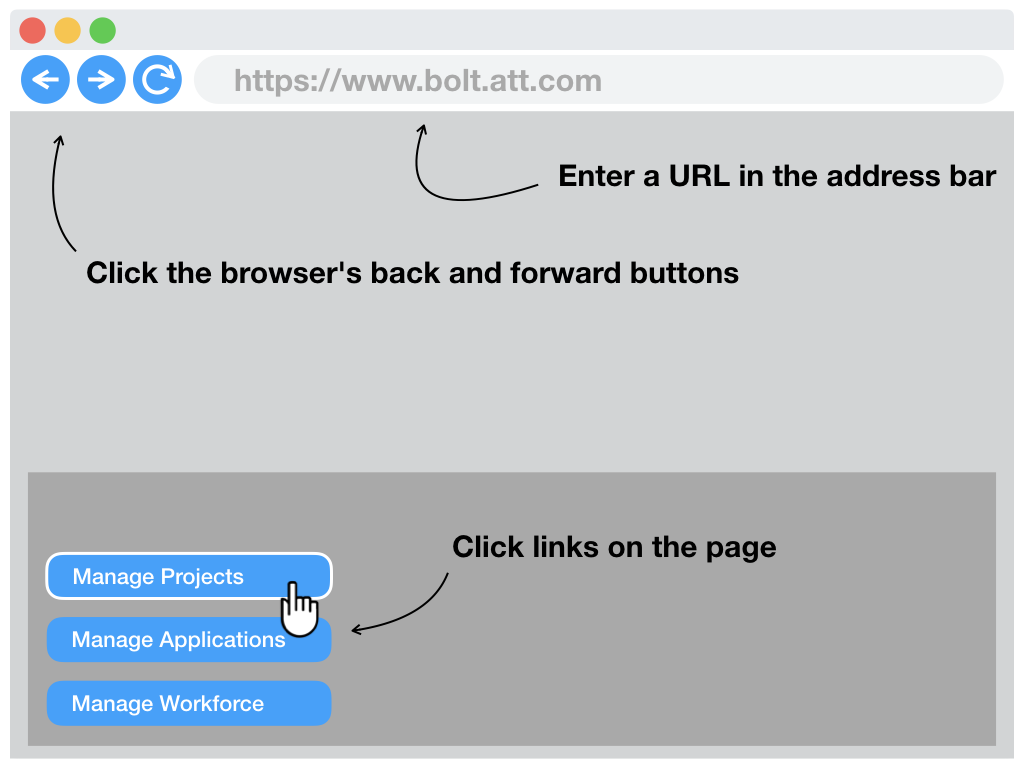 https://www.bolt.att.com
Enter a URL in the address bar
Click the browser's back and forward buttons
Click links on the page
Manage Projects
Manage Applications
Manage Workforce